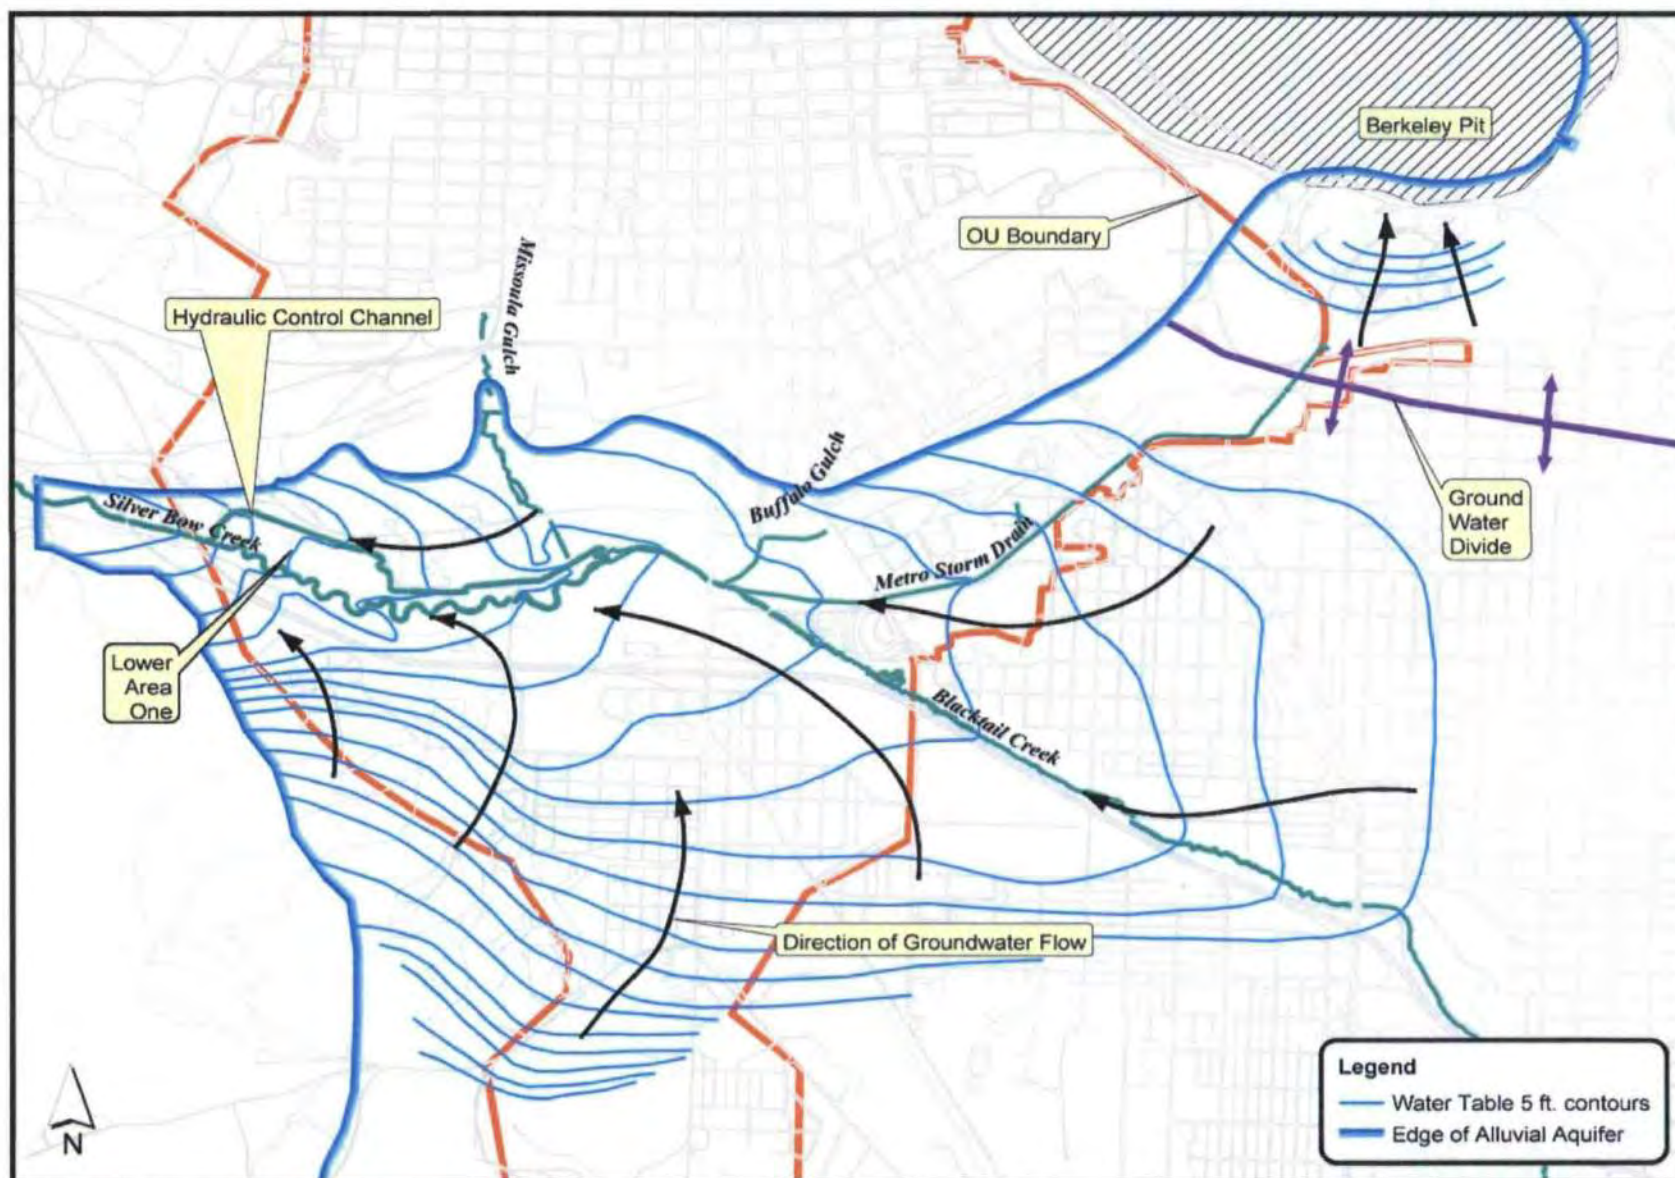 Berkeley Pit
OU Boundary
Missoula Gulch
Hydraulic Control Channel
Buffalo Gulch
Silver Bow Creek
Metro Storm Drain
Ground
Water
Divide
Lower
Area
One
Blacktail Creek
Direction of Groundwater Flow
Legend
Water Table 5 ft. contours
Edge of Alluvial Aquifer
N